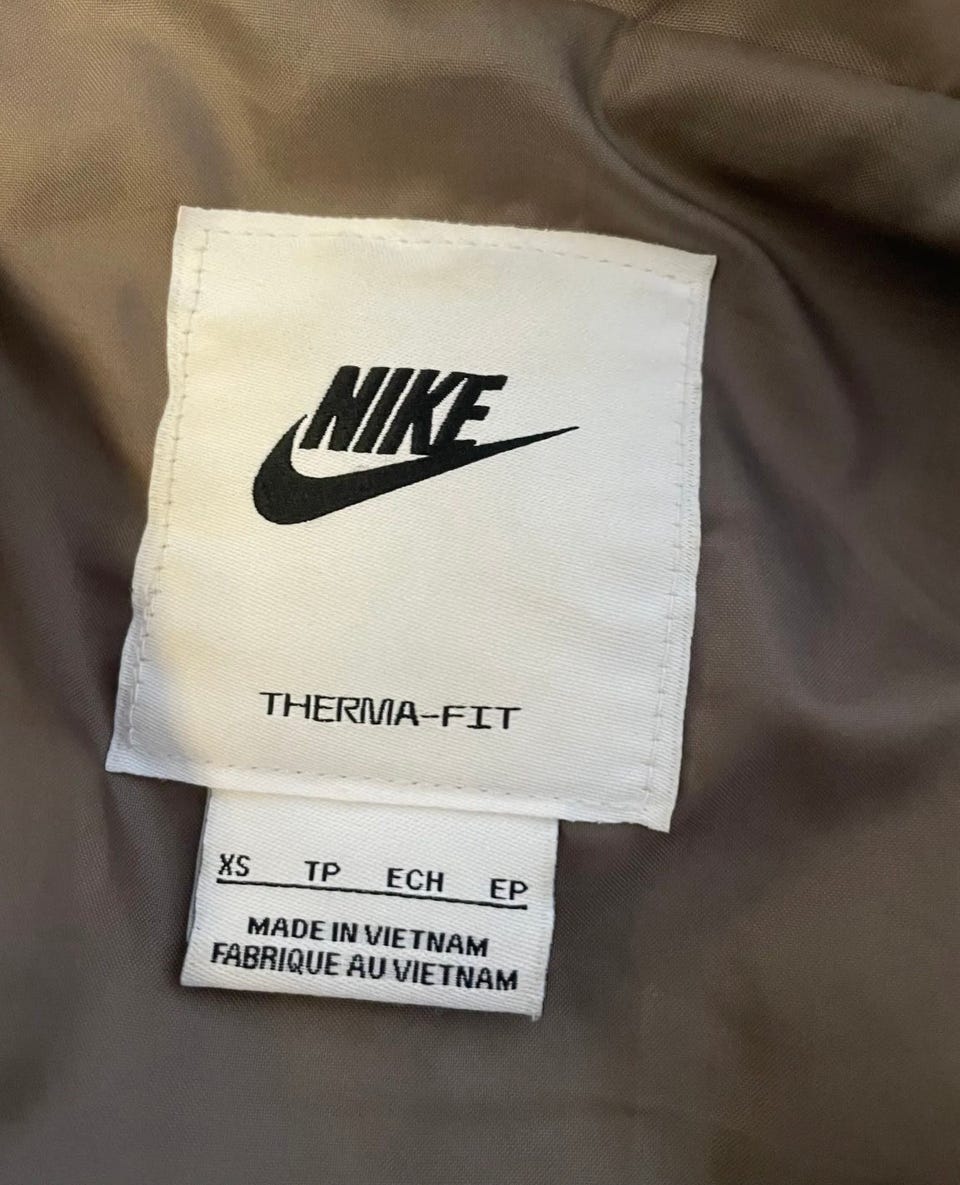 NIKE
THERMA-FIT
XS TP ECH EP
MADE IN VIETNAM
FABRIQUE AU VIETNAM